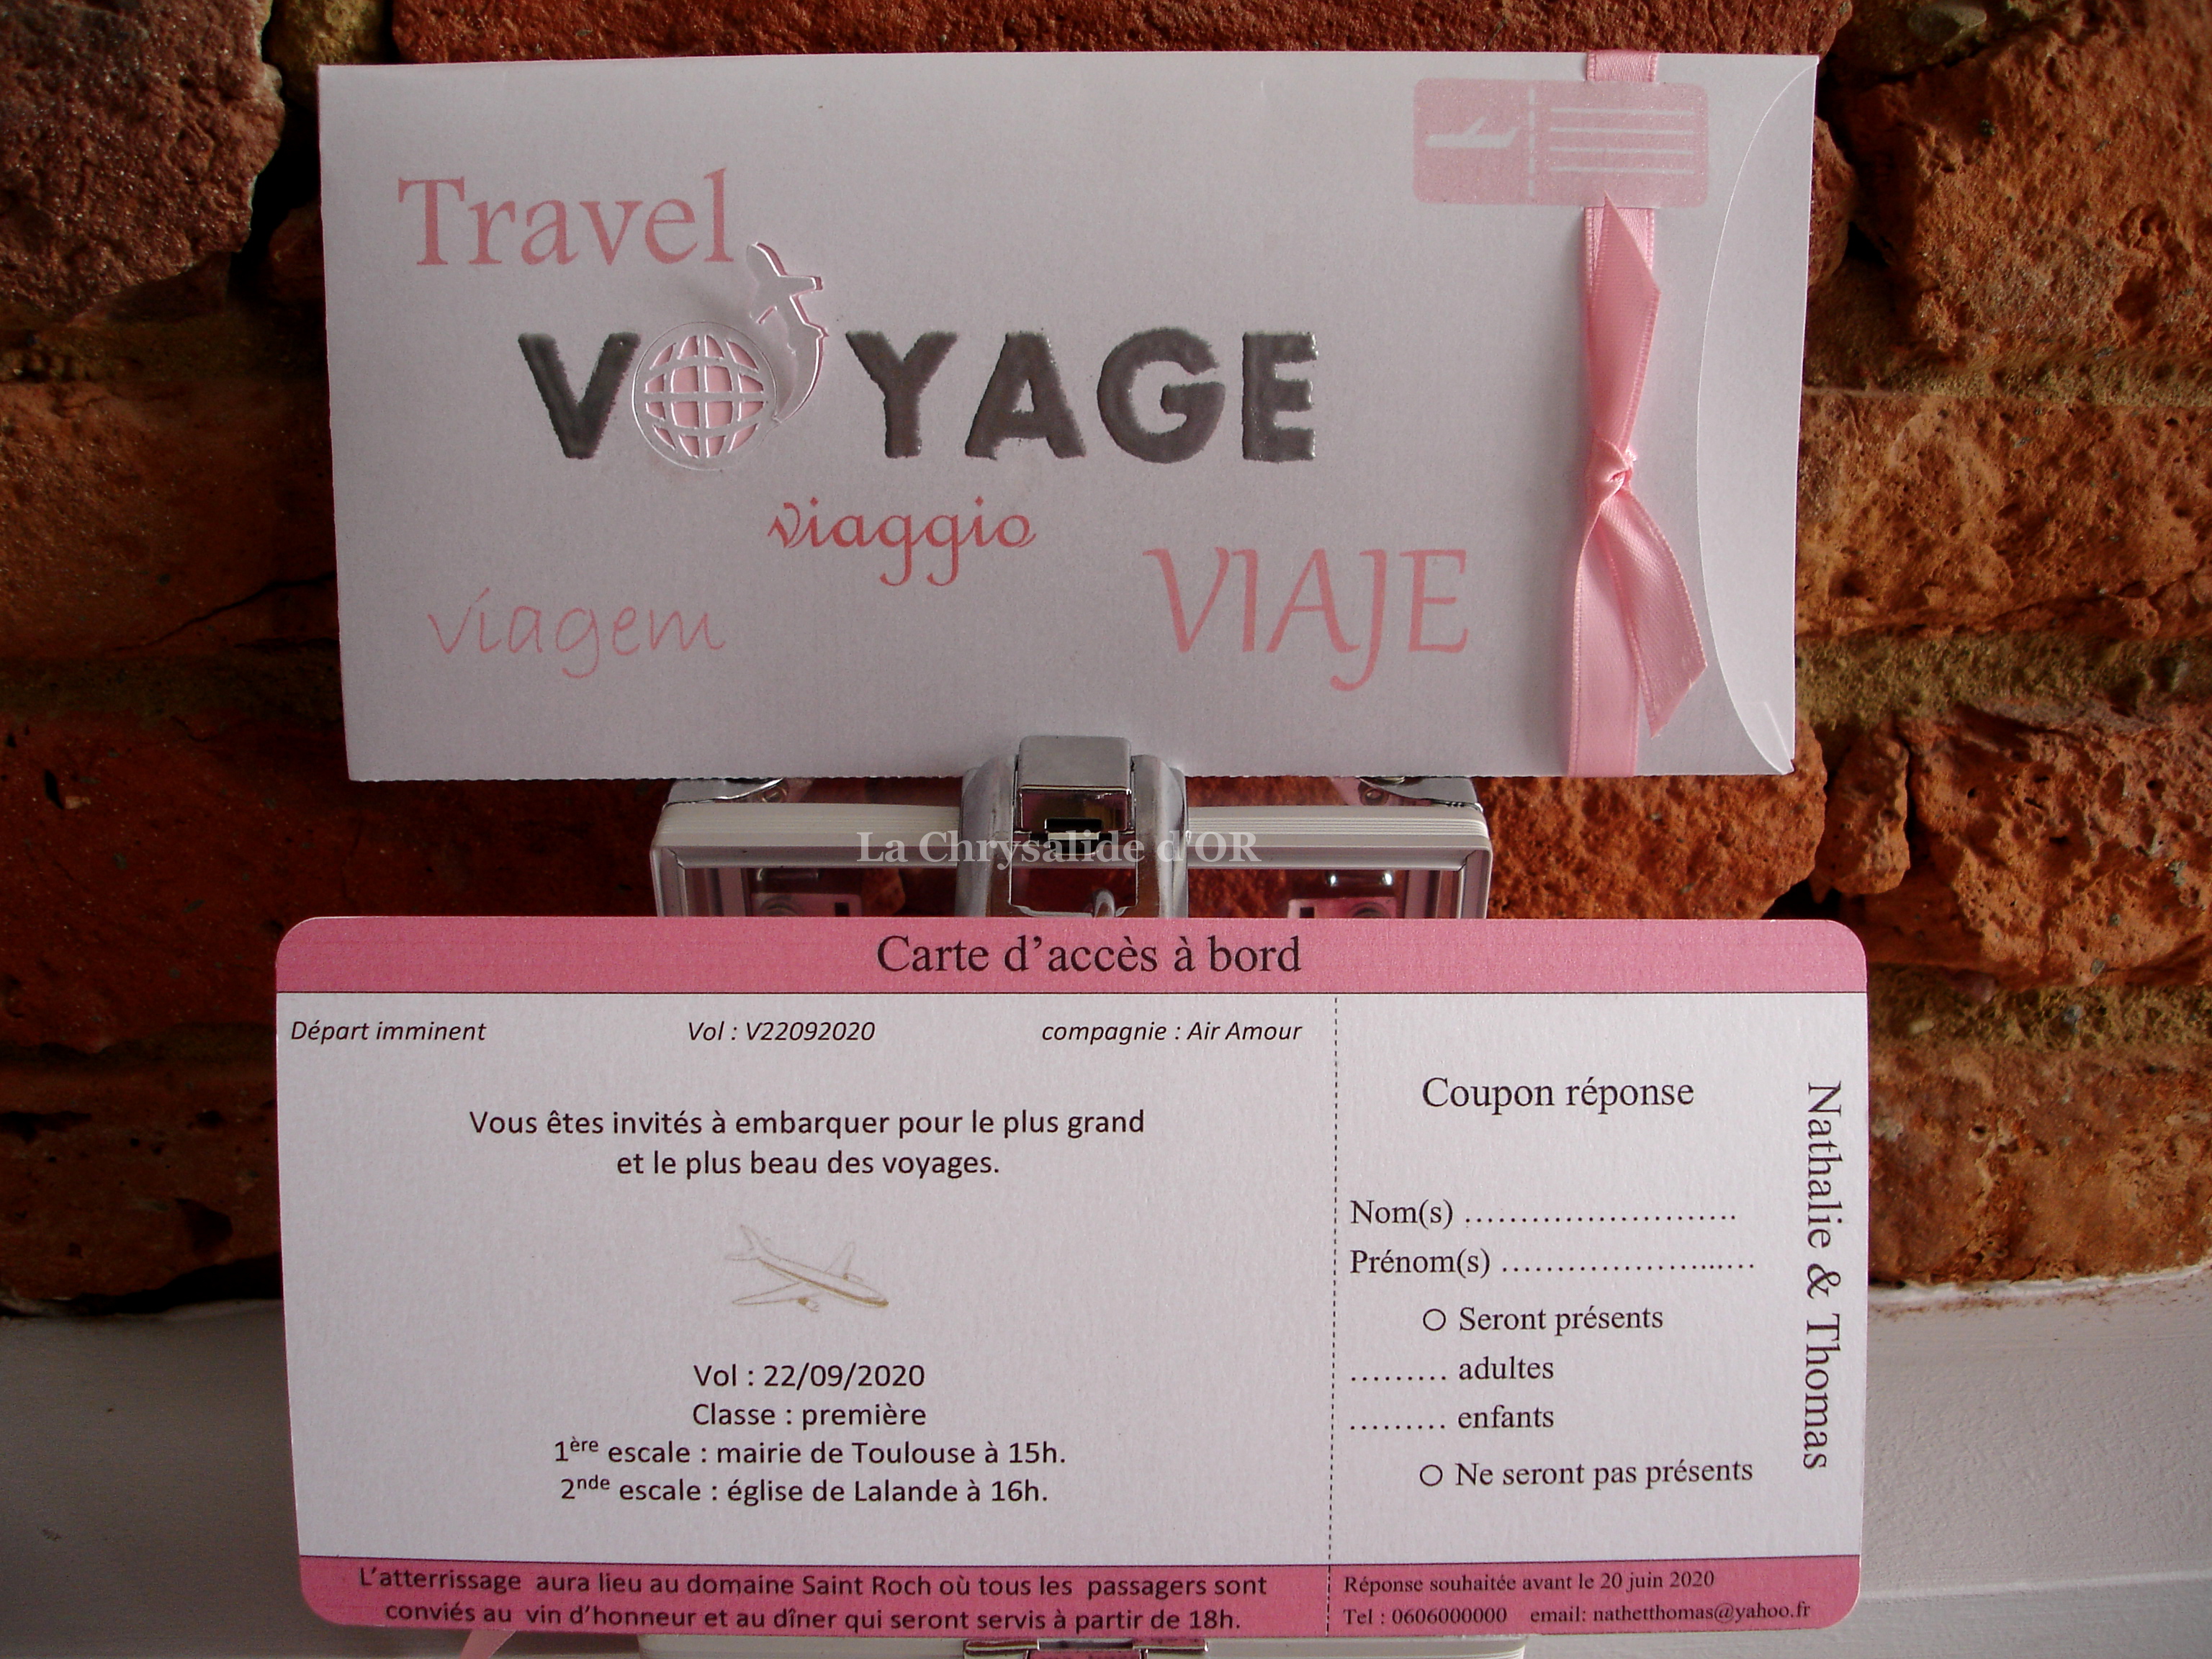 Travel
VOYAGE
viaggio
VIAJE
viagem
La Chrysalide d'OR
Carte d'accès à bord
Départ imminent Vol : V22092020 compagnie : Air Amour
Vous êtes invités à embarquer pour le plus grand
et le plus beau des voyages.
Vol : 22/09/2020
Classe : première
1ère escale : mairie de Toulouse à 15h.
2nde escale : église de Lalande à 16h.
L'atterrissage aura lieu au domaine Saint Roch où tous les passagers sont
conviés au vin d'honneur et au dîner qui seront servis à partir de 18h.
Coupon réponse
Nom(s) ............................
Prénom(s) ..........................
O Seront présents
......... adultes
......... enfants
O Ne seront pas présents
Réponse souhaitée avant le 20 juin 2020
Tel : 0606000000 email: nathetthomas@yahoo.fr
Nathalie & Thomas